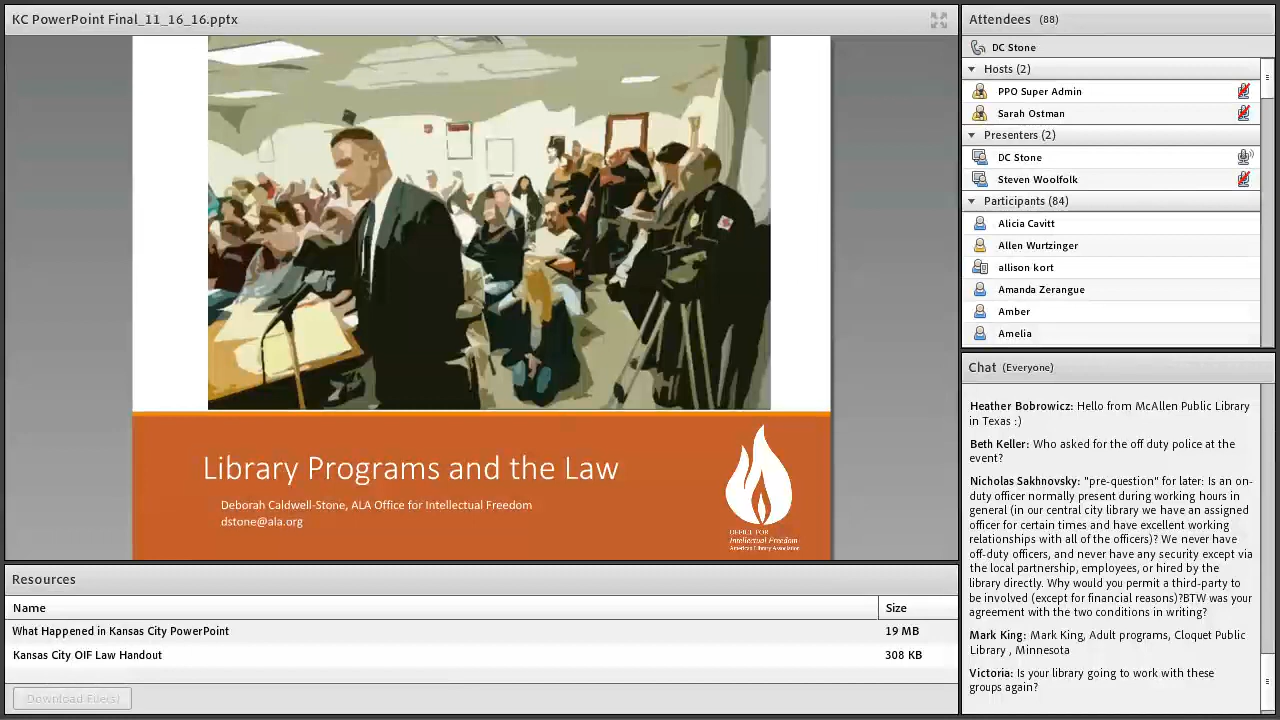 KC PowerPoint Final_11_16_16.pptx
Library Programs and the Law
Deborah Caldwell-Stone, ALA Office for Intellectual Freedom
dstone@ala.org
OFFICE FOR
Intellectual Freedom
American Library Association
Resources
Name
Size
What Happened in Kansas City PowerPoint
19 MB
Kansas City OIF Law Handout
308 KB
Download File(s)
Attendees (88)
DC Stone
Hosts (2)
PPO Super Admin
Sarah Ostman
Presenters (2)
DC Stone
Steven Woolfolk
Participants (84)
Alicia Cavitt
Allen Wurtzinger
allison kort
Amanda Zerangue
Amber
Amelia
Chat (Everyone)
Heather Bobrowicz: Hello from McAllen Public Library
in Texas :)
Beth Keller: Who asked for the off duty police at the
event?
Nicholas Sakhnovsky: "pre-question" for later: Is an on-
duty officer normally present during working hours in
general (in our central city library we have an assigned
officer for certain times and have excellent working
relationships with all of the officers)? We never have
off-duty officers, and never have any security except via
the local partnership, employees, or hired by the
library directly. Why would you permit a third-party to
be involved (except for financial reasons)?BTW was your
agreement with the two conditions in writing?
Mark King: Mark King, Adult programs, Cloquet Public
Library , Minnesota
Victoria: Is your library going to work with these
groups again?